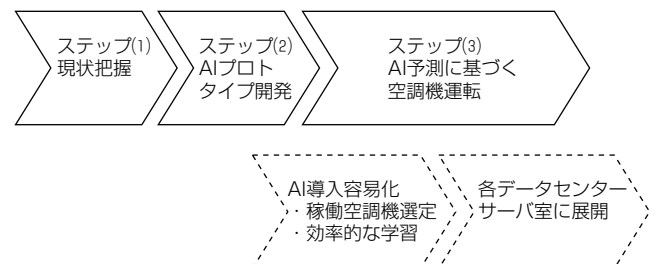 ステップ(1)
現状把握
ステップ(2)
AIプロト
タイプ開発
ステップ(3)
AI予測に基づく
空調機運転
AI導入容易化
・稼働空調機選定
・効率的な学習
各データセンター
サーバ室に展開